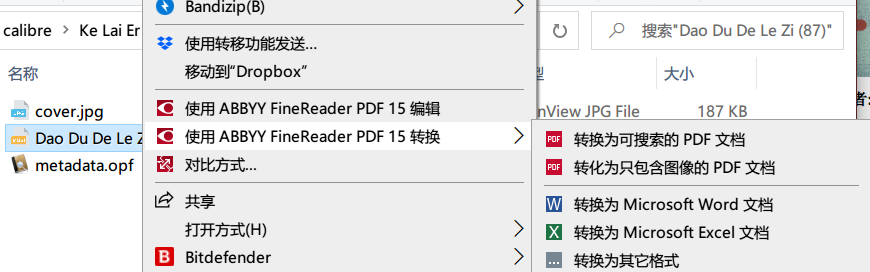 Bandizip(B)
calibre › Ke Lai Er
搜索"Dao Du De Le Zi (87)"
使用转移功能发送...
移动到“Dropbox”
名称
型
大小
使用 ABBYY FineReader PDF 15 编辑
cover.jpg
nView JPG File
187 KB
使用 ABBYY FineReader PDF 15 转换
Dao Du De Le Z
转换为可搜索的 PDF 文档
对比方式...
metadata.opf
转化为只包含图像的 PDF 文档
共享
转换为 Microsoft Word 文档
打开方式(H)
转换为 Microsoft Excel 文档
Bitdefender
转换为其它格式